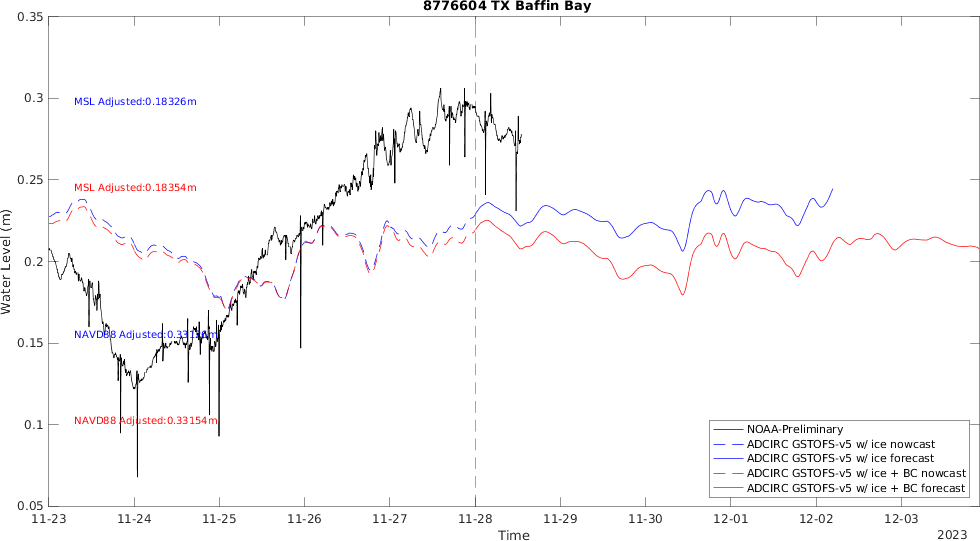 8776604 TX Baffin Bay
0.35
0.3
0.25
0.2
0.15
0.1
0.05
Water Level (m)
MSL Adjusted:0.18326m
MSL Adjusted:0.18354m
NAVD88 Adjusted:
NAVD88 Adjusted:0.33154m
NOAA-Preliminary
ADCIRC GSTOFS-v5 w/ ice nowcast
ADCIRC GSTOFS-v5 w/ ice forecast
ADCIRC GSTOFS-v5 w/ ice + BC nowcast
ADCIRC GSTOFS-v5 w/ ice + BC forecast
11-23 11-24 11-25 11-26 11-27 11-28 11-29 11-30 12-01 12-02 12-03
Time
2023